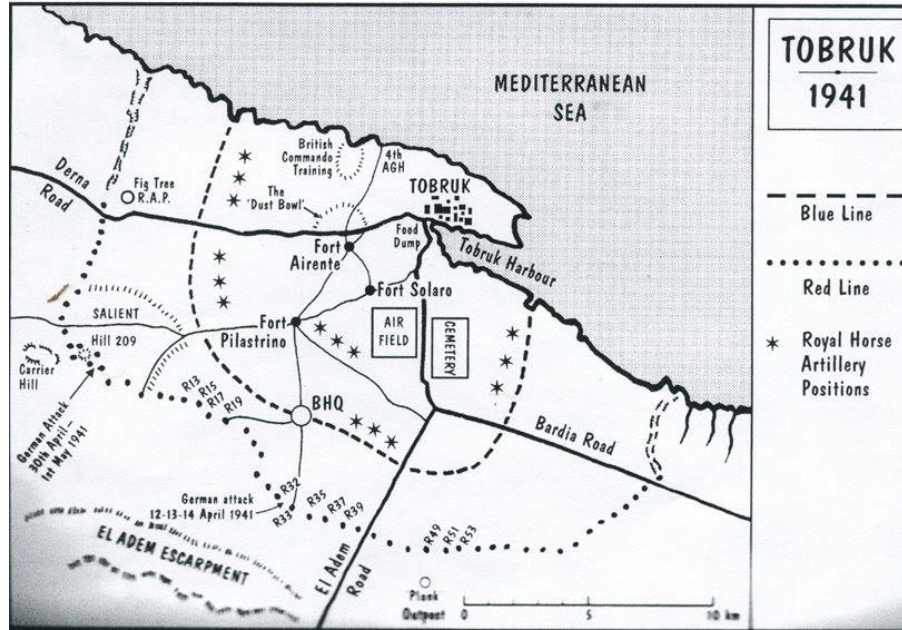 TOBRUK
1941
MEDITERRANEAN
SEA
Blue Line
Red Line
Royal Horse
Artillery
Positions
British
Commando
Training
4th
AGH
TOBRUK
Derna
Road
Fig Tree
R.A.P.
The
'Dust Bowl'
Food
Dump
Tobruk Harbour
Fort
Airente
Fort Solaro
SALIENT
Fort
Pilastrino
AIR
FIELD
CEMETERY
Hill 209
Carrier
Hill
R13
R15
R17
R19
BHQ
Bardia Road
German Attack
30th April –
1st May 1941
German attack
12-13-14 April 1941
R32
R33
R35
R37
R39
R49
R51
R53
EL ADEM ESCARPMENT
El Adem
Road
Plonk
Outpost
0 5 10 km